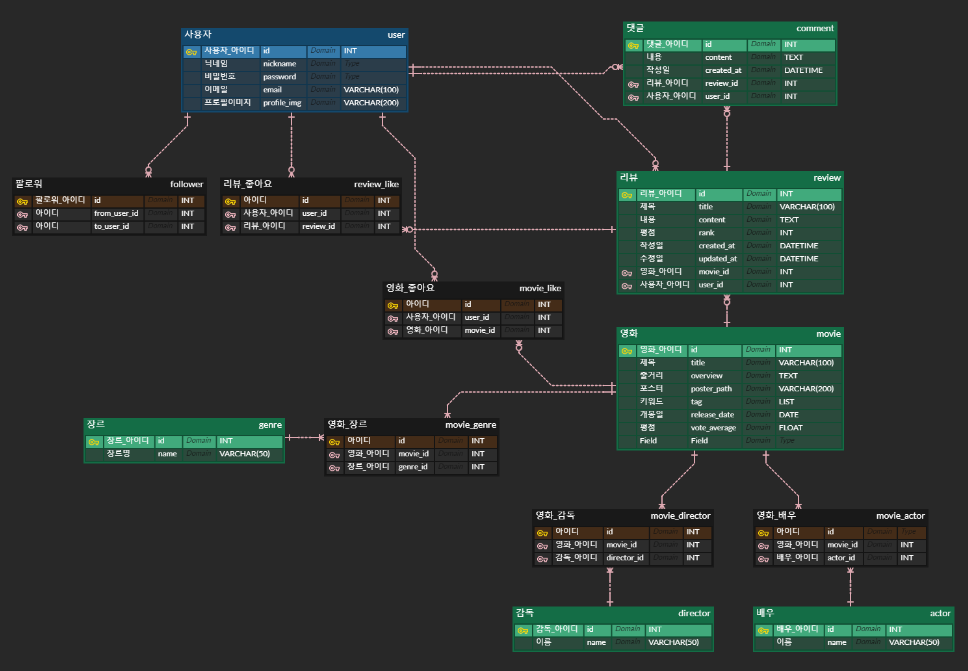 사용자 user
사용자_아이디 id Domain INT
닉네임 nickname Domain Type
비밀번호 password Domain Type
이메일 email Domain VARCHAR(100)
프로필이미지 profile_img Domain VARCHAR(200)
댓글 comment
댓글_아이디 id Domain INT
내용 content Domain TEXT
작성일 created_at Domain DATETIME
리뷰_아이디 review_id Domain INT
사용자_아이디 user_id Domain INT
팔로워 follower
팔로워_아이디 id Domain INT
아이디 from_user_id Domain INT
아이디 to_user_id Domain INT
리뷰_좋아요 review_like
아이디 id Domain INT
사용자_아이디 user_id Domain INT
리뷰_아이디 review_id Domain INT
리뷰 review
리뷰_아이디 id Domain INT
제목 title Domain VARCHAR(100)
내용 content Domain TEXT
평점 rank Domain INT
작성일 created_at Domain DATETIME
수정일 updated_at Domain DATETIME
영화_아이디 movie_id Domain INT
사용자_아이디 user_id Domain INT
영화_좋아요 movie_like
아이디 id Domain INT
사용자_아이디 user_id Domain INT
영화_아이디 movie_id Domain INT
영화 movie
영화_아이디 id Domain INT
제목 title Domain VARCHAR(100)
줄거리 overview Domain TEXT
포스터 poster_path Domain VARCHAR(200)
키워드 tag Domain LIST
개봉일 release_date Domain DATE
평점 vote_average Domain FLOAT
Field Field Domain Type
장르 genre
장르_아이디 id Domain INT
장르명 name Domain VARCHAR(50)
영화_장르 movie_genre
아이디 id Domain INT
영화_아이디 movie_id Domain INT
장르_아이디 genre_id Domain INT
영화_감독 movie_director
아이디 id Domain INT
영화_아이디 movie_id Domain INT
감독_아이디 director_id Domain INT
영화_배우 movie_actor
아이디 id Domain Type
영화_아이디 movie_id Domain INT
배우_아이디 actor_id Domain INT
감독 director
감독_아이디 id Domain INT
이름 name Domain VARCHAR(50)
배우 actor
배우_아이디 id Domain INT
이름 name Domain VARCHAR(50)